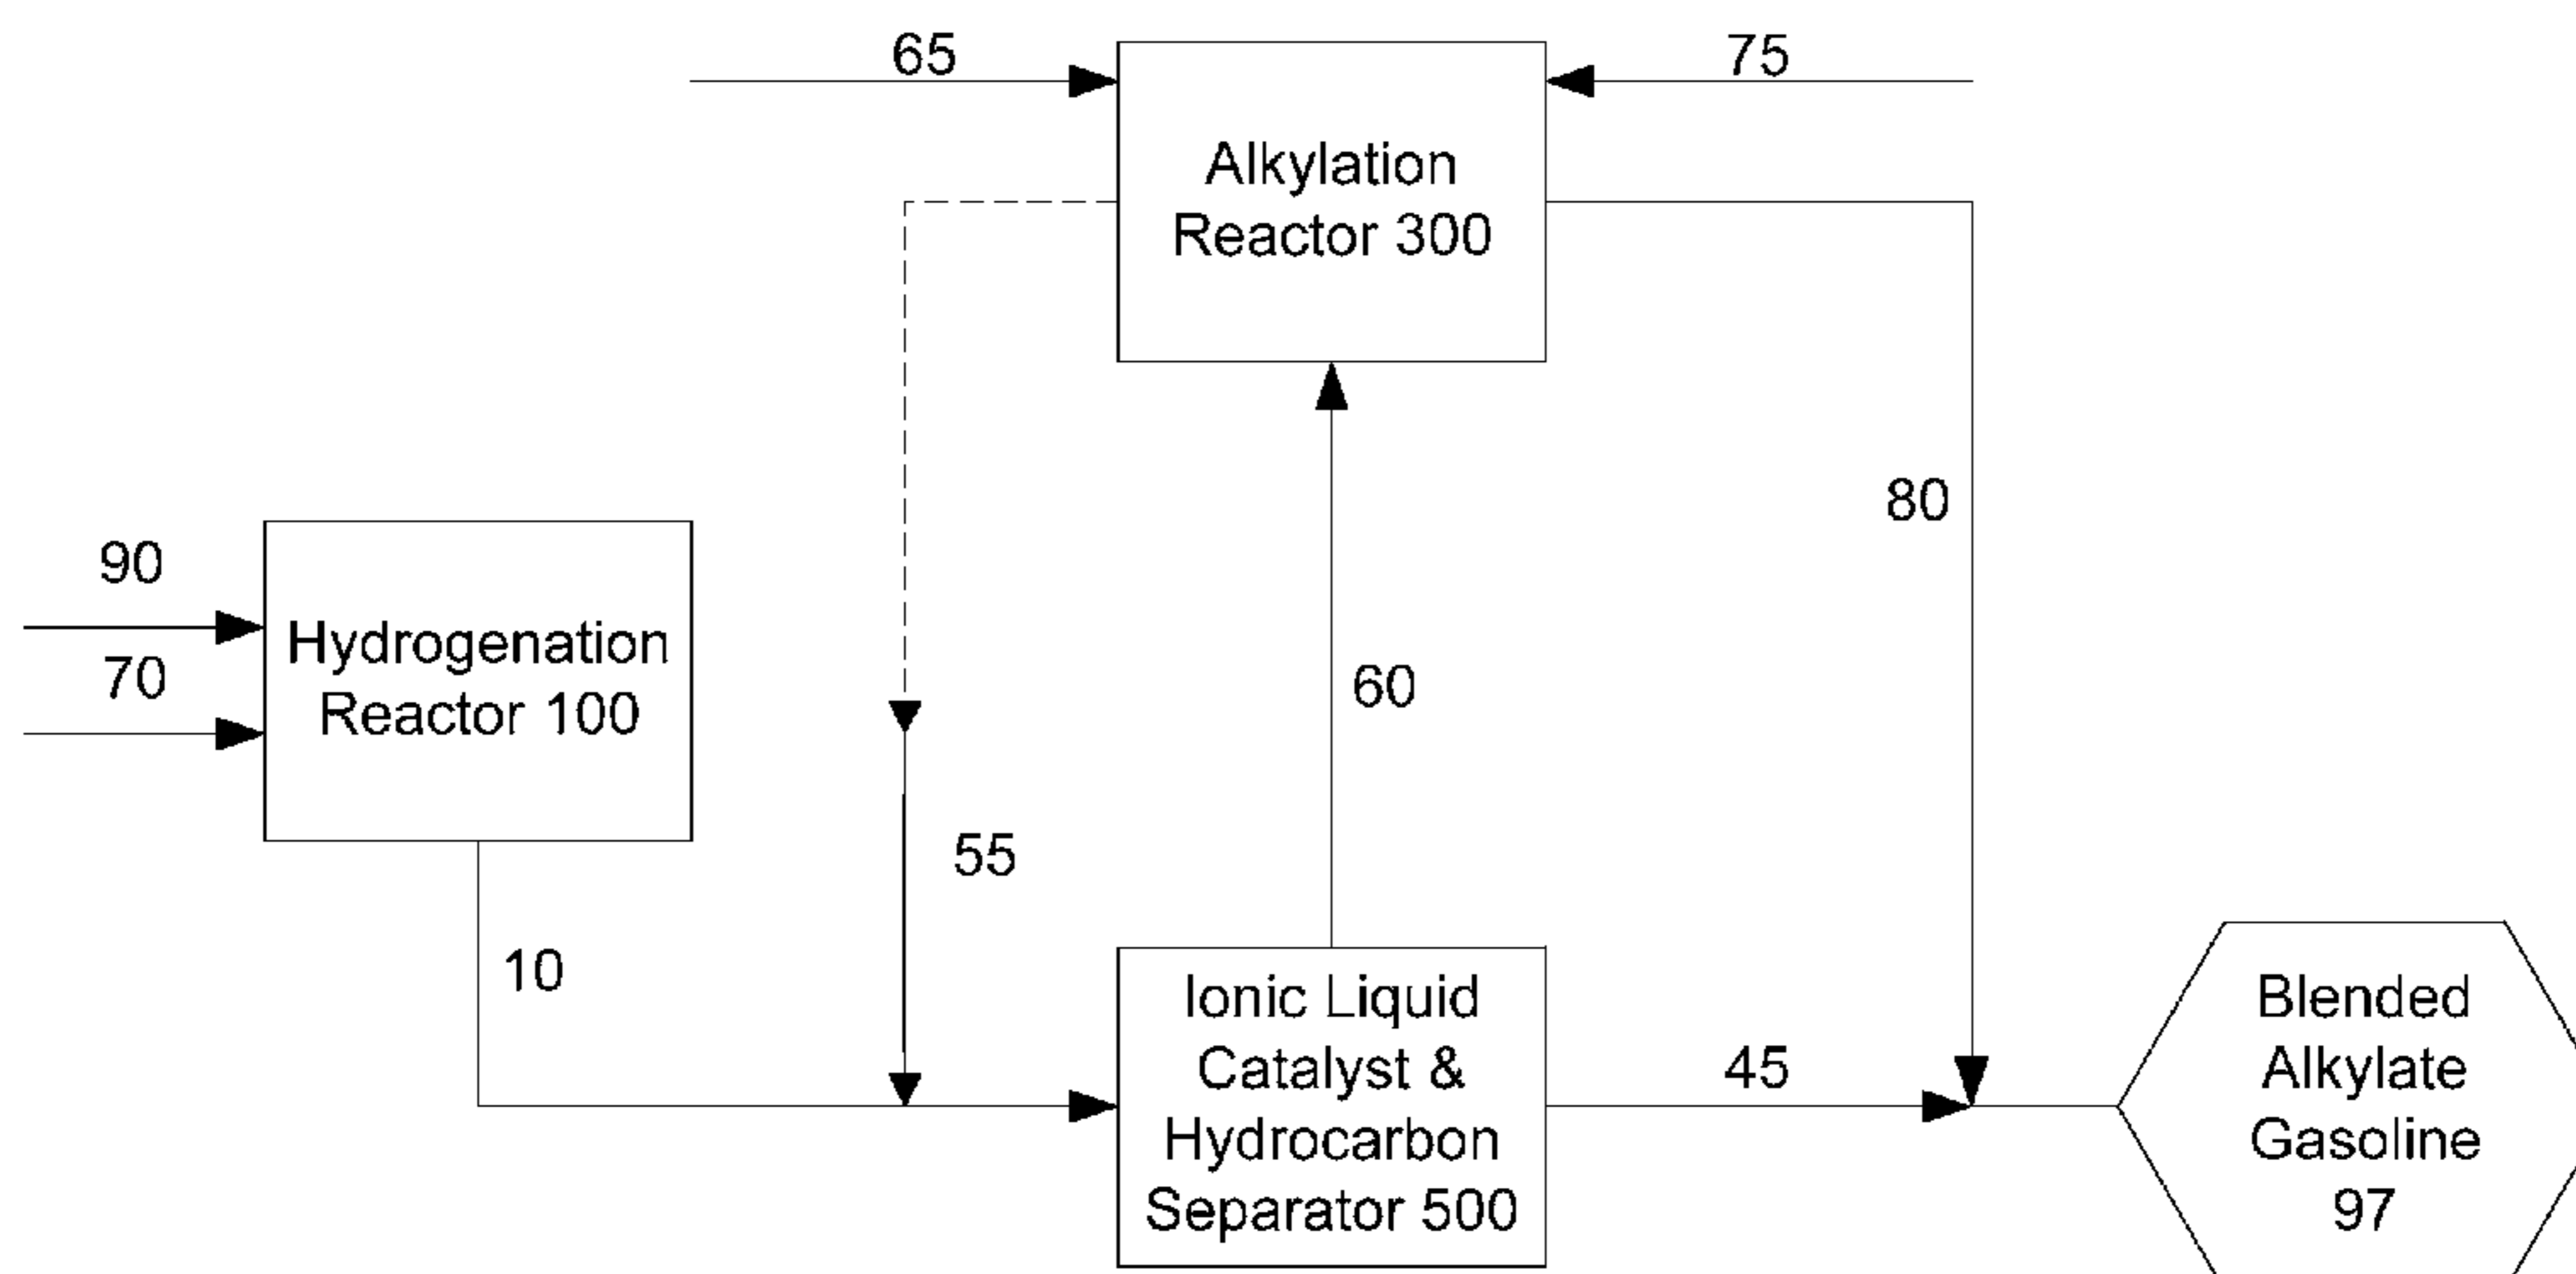 65
75
Alkylation
Reactor 300
80
90
70
Hydrogenation
Reactor 100
60
55
10
Ionic Liquid
Catalyst &
Hydrocarbon
Separator 500
45
Blended
Alkylate
Gasoline
97